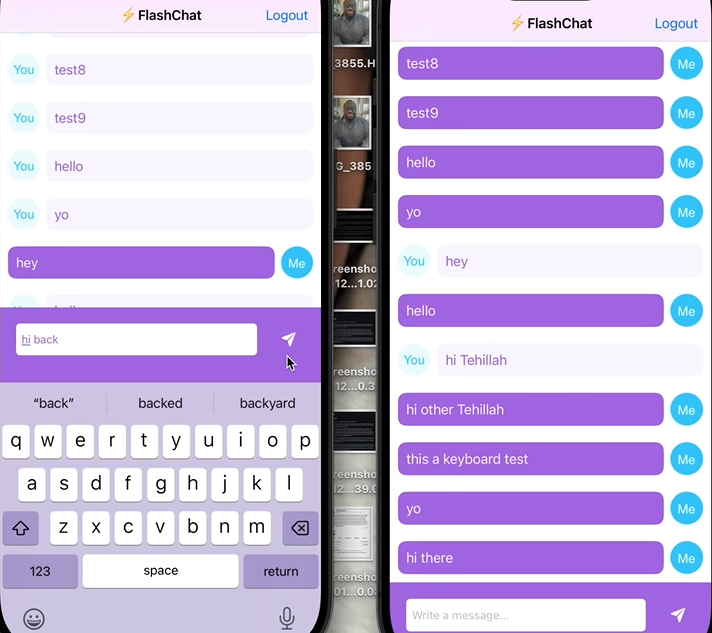 ⚡️ FlashChat
Logout
You test8
You test9
You hello
You yo
hey Me
hi back
“back” backed backyard
q w e r t y u i o p
a s d f g h j k l
z x c v b n m
123 space return
3855.H
G_385
reensho
12...1.02
reensho
12...0.3
reensho
12...39.0
reensho
⚡️ FlashChat
Logout
test8 Me
test9 Me
hello Me
yo Me
You hey
hello Me
You hi Tehillah
hi other Tehillah Me
this a keyboard test Me
yo Me
hi there Me
Write a message...